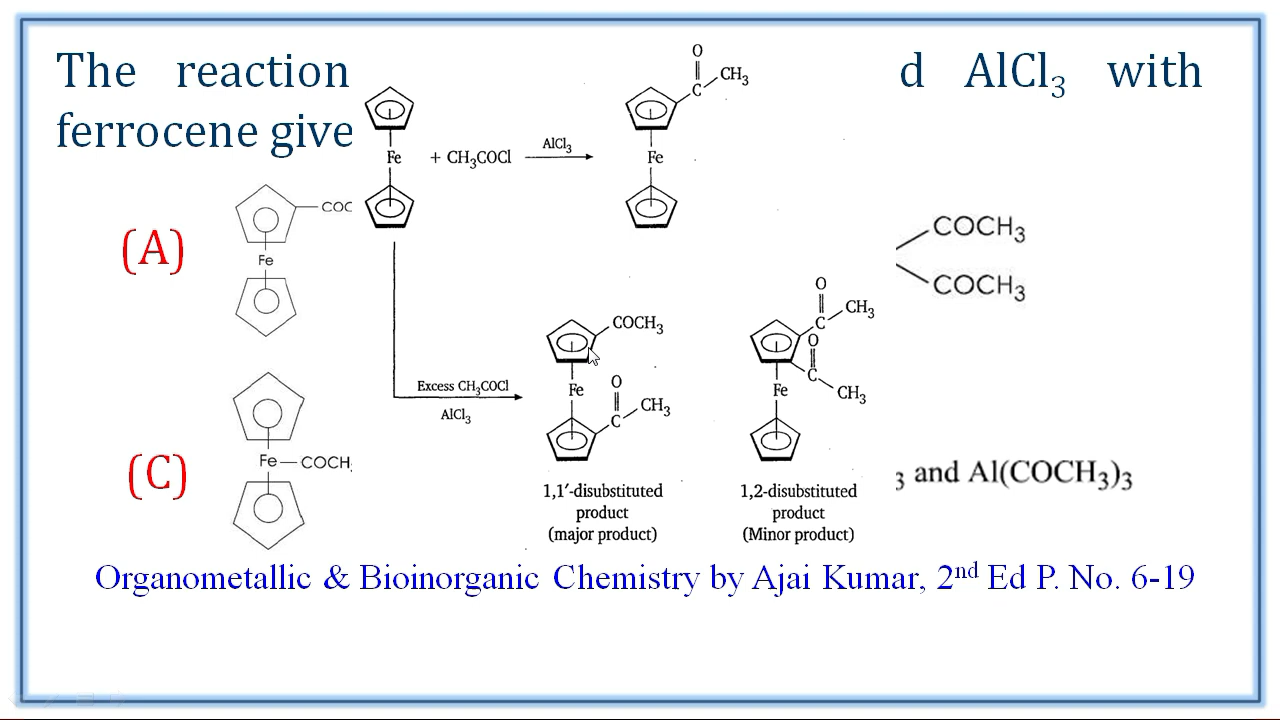 The reaction d AlCl₃ with
ferrocene give
O
C
CH₃
Fe + CH₃COCl AlCl₃ Fe
(A)
COC
Fe
COCH₃
COCH₃
Excess CH₃COCl
AlCl₃
COCH₃
Fe
O
C
CH₃
O
C
CH₃
O
C
CH₃
Fe
(C)
Fe COCH
₃ and Al(COCH₃)₃
1,1′-disubstituted
product
(major product)
1,2-disubstituted
product
(Minor product)
Organometallic & Bioinorganic Chemistry by Ajai Kumar, 2ⁿᵈ Ed P. No. 6-19